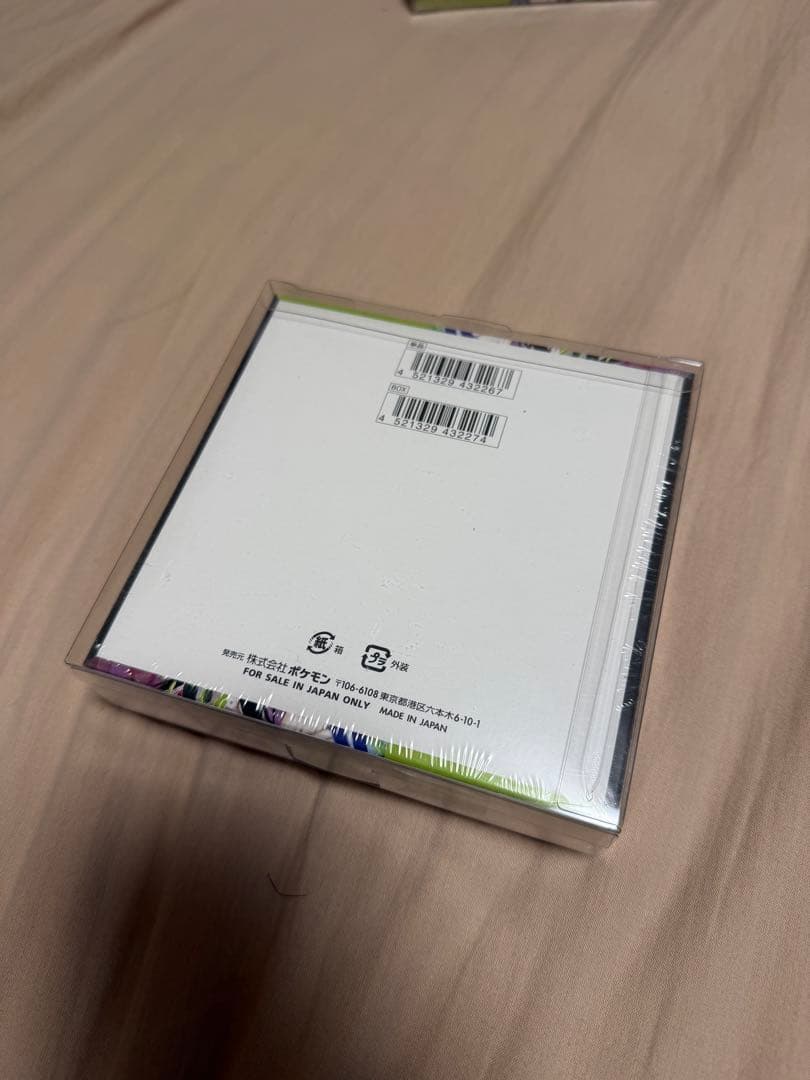 単品
4 521329 432267
BOX
4 521329 432274
紙 箱 プラ 外装
発売元 株式会社 ポケモン 〒106-6108 東京都港区六本木6-10-1
FOR SALE IN JAPAN ONLY MADE IN JAPAN